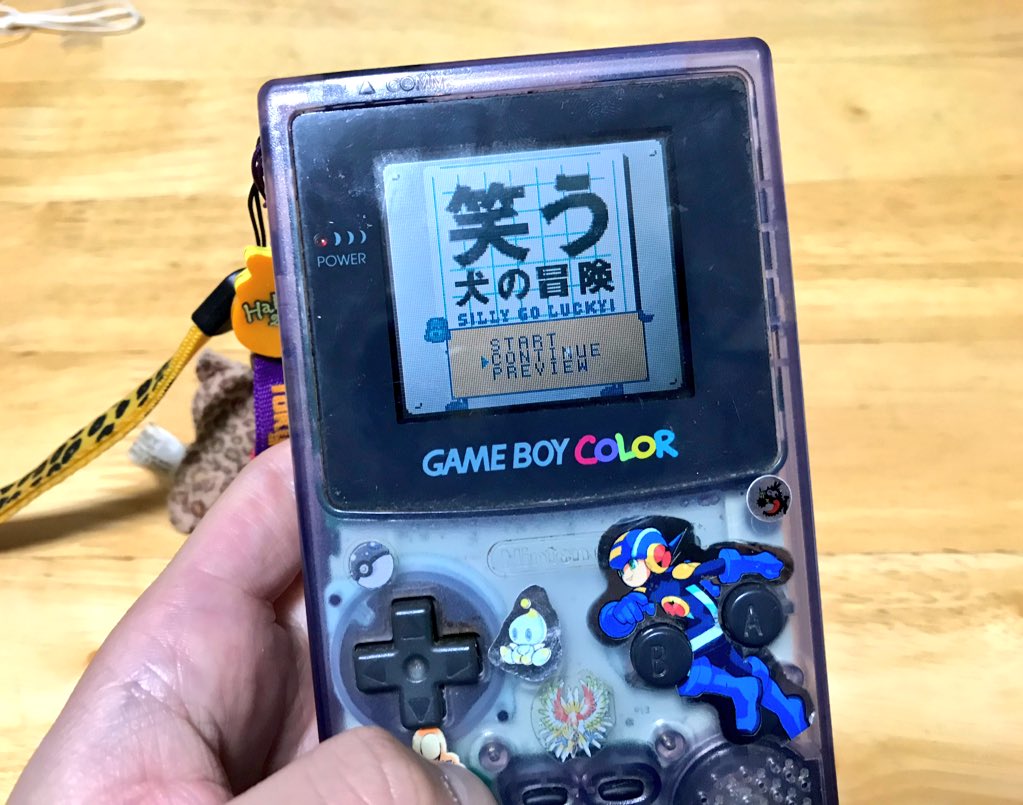 COMM.
POWER
笑う
犬の冒険
SILLY GO LUCKY!
START
CONTINUE
PREVIEW
GAME BOY COLOR
Nintendo
A
B